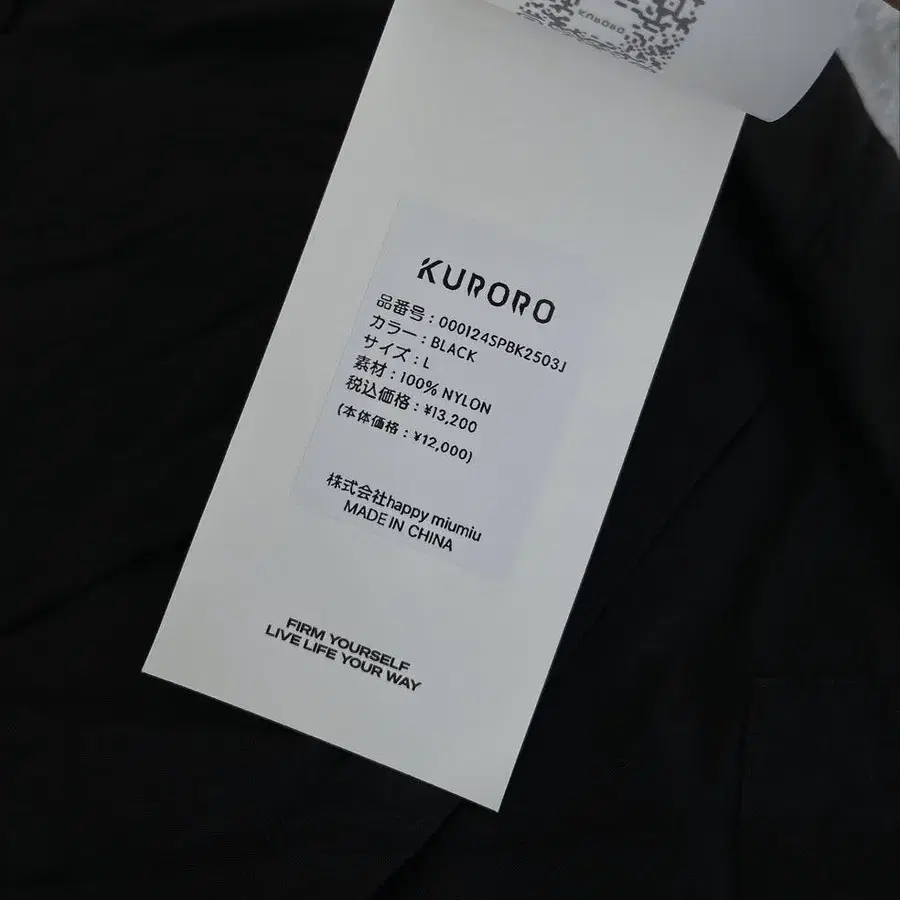 KURORO
KURORO
品番号 : 000124SPBK2503J
カラー : BLACK
サイズ : L
素材 : 100% NYLON
税込価格 : ¥13,200
(本体価格 : ¥12,000)
株式会社happy miumiu
MADE IN CHINA
FIRM YOURSELF
LIVE LIFE YOUR WAY